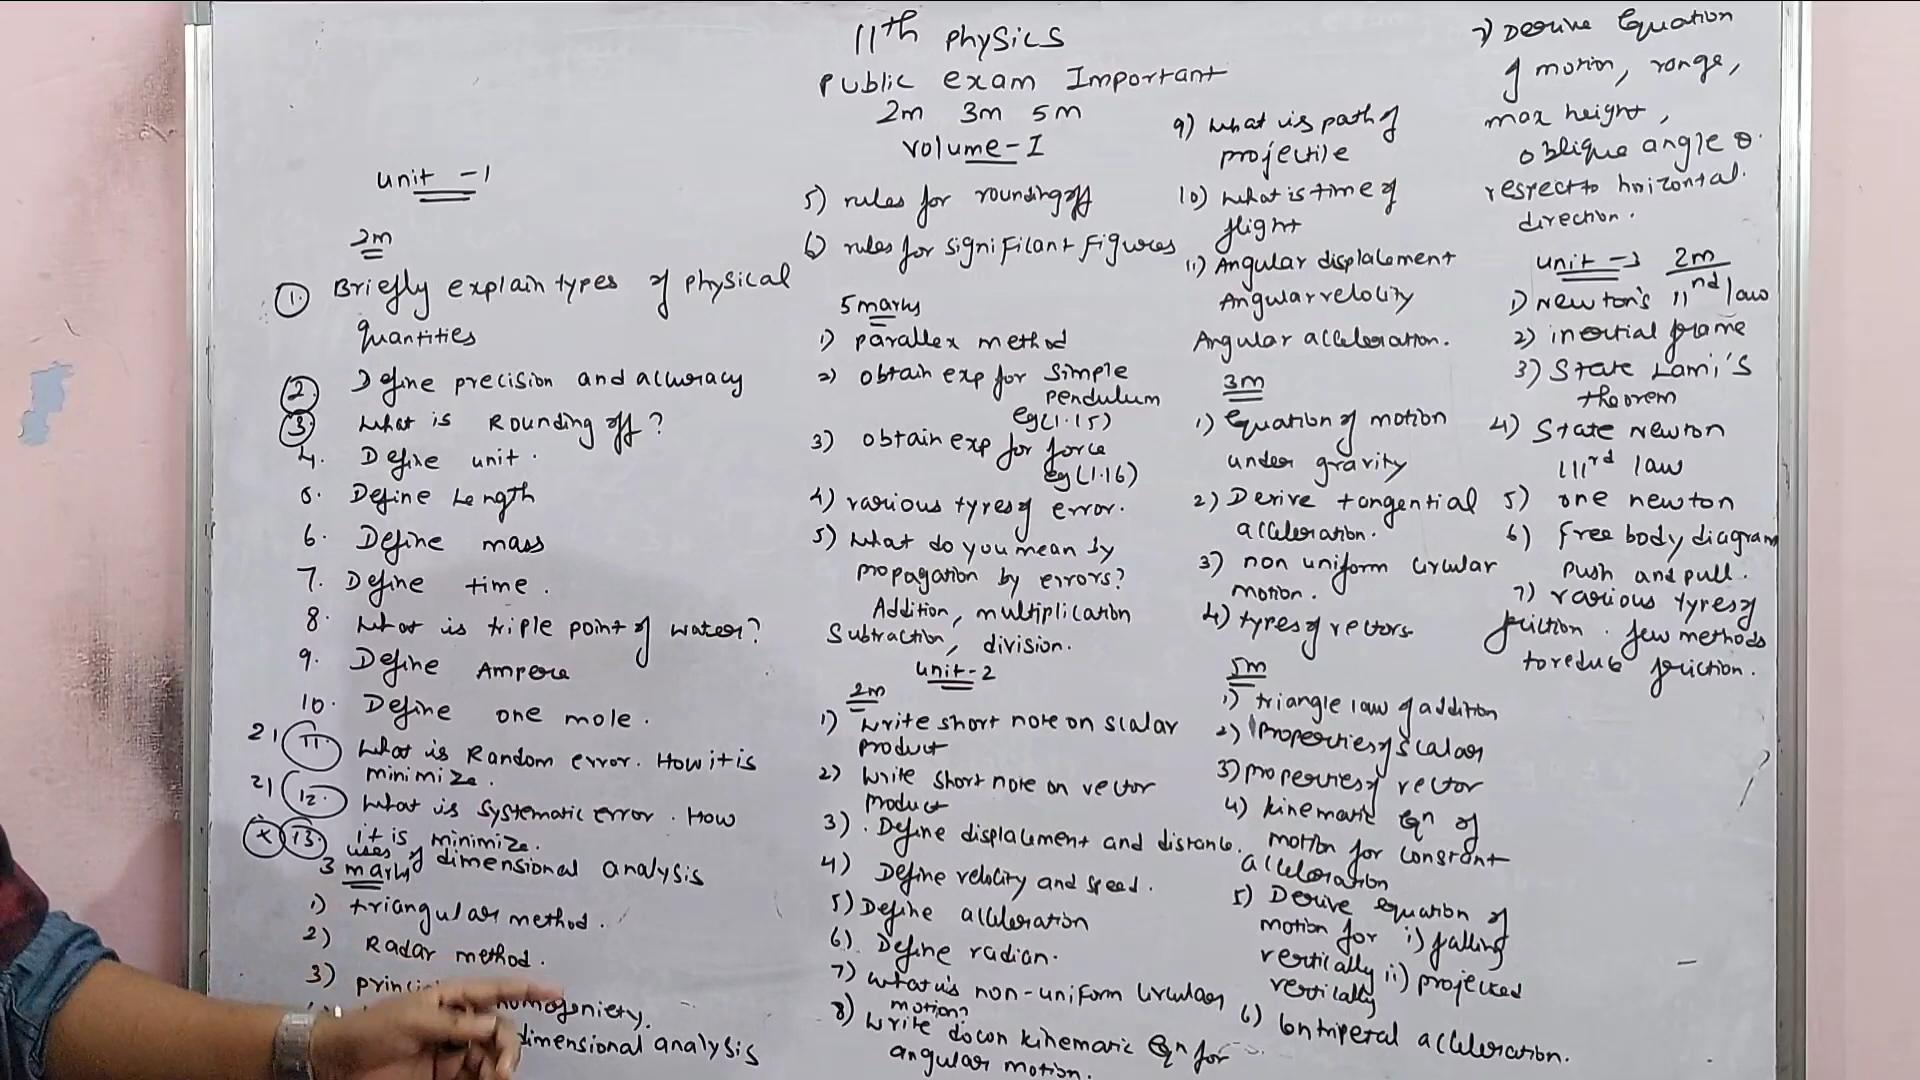 11th physics
public exam Important
2m 3m 5m
volume-I
unit -1
2m
1. Briefly explain types of physical
quantities
2. Define precision and accuracy
3. What is Rounding off?
4. Define unit.
5. Define Length
6. Define mass
7. Define time.
8. What is triple point of water?
9. Define Ampere
10. Define one mole.
21 11. What is Random error. How it is
minimize.
21 12. What is systematic error. How
it is minimize.
x 13. uses of dimensional analysis
3 marks
1) triangular method.
2) Radar method.
3) homogeniety.
dimensional analysis
5) rules for rounding off
6) rules for significant figures
5 marks
1) parallex method
2) obtain exp for simple
pendulum
eg(1.15)
3) obtain exp for force
eg(1.16)
4) various types of error.
5) What do you mean by
propagation by errors?
Addition, multiplication
Subtraction, division.
unit-2
2m
1) Write short note on scalar
product
2) Write short note on vector
product
3). Define displacement and distance.
4) Define velocity and speed.
5) Define acceleration
6) Define radian.
7) What is non-uniform circular
motion?
8) Write down kinematic Eqn for
angular motion.
9) What is path of
projectile
10) What is time of
flight
11) Angular displacement
Angular velocity
Angular acceleration.
3m
1) Equation of motion
under gravity
2) Derive tangential
acceleration.
3) non uniform circular
motion.
4) types of vectors
5m
1) triangle law of addition
2) Properties of scalar
3) properties of vector
4) kinematic Eqn of
motion for constant
acceleration
5) Derive equation of
motion for i) falling
vertically ii) projected
vertically
6) Centripetal acceleration.
7) Derive Equation
of motion, range,
max height,
oblique angle θ.
respect to horizontal.
direction.
unit -3 2m
1) Newton's IInd law
2) inertial frame
3) State Lami's
theorem
4) State newton
IIIrd law
5) one newton
6) free body diagram
push and pull.
7) various types of
friction. few methods
to reduce friction.